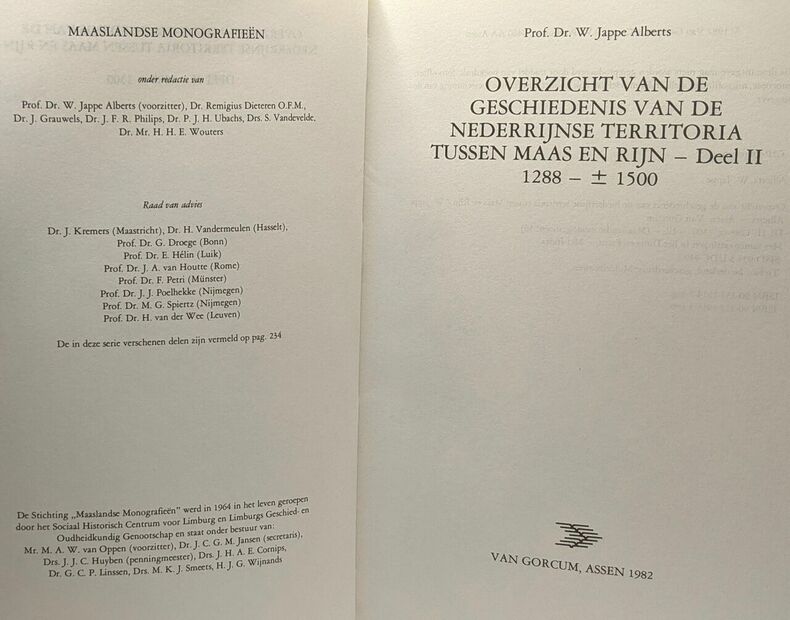 MAASLANDSE MONOGRAFIEËN
onder redactie van
Prof. Dr. W. Jappe Alberts (voorzitter), Dr. Remigius Dieteren O.F.M.,
Dr. J. Grauwels, Dr. J. F. R. Philips, Dr. P. J. H. Ubachs, Drs. S. Vandevelde,
Dr. Mr. H. H. E. Wouters
Raad van advies
Dr. J. Kremers (Maastricht), Dr. H. Vandermeulen (Hasselt),
Prof. Dr. G. Droege (Bonn)
Prof. Dr. E. Hélin (Luik)
Prof. Dr. J. A. van Houtte (Rome)
Prof. Dr. F. Petri (Münster)
Prof. Dr. J. J. Poelhekke (Nijmegen)
Prof. Dr. M. G. Spiertz (Nijmegen)
Prof. Dr. H. van der Wee (Leuven)
De in deze serie verschenen delen zijn vermeld op pag. 234
De Stichting „Maaslandse Monografieën” werd in 1964 in het leven geroepen
door het Sociaal Historisch Centrum voor Limburg en Limburgs Geschied- en
Oudheidkundig Genootschap en staat onder bestuur van:
Mr. M. A. W. van Oppen (voorzitter), Dr. J. C. G. M. Jansen (secretaris),
Drs. J. J. C. Huyben (penningmeester), Drs. J. H. A. E. Cornips,
Dr. G. C. P. Linssen, Drs. M. K. J. Smeets, H. J. G. Wijnands
Prof. Dr. W. Jappe Alberts
OVERZICHT VAN DE
GESCHIEDENIS VAN DE
NEDERRIJNSE TERRITORIA
TUSSEN MAAS EN RIJN – Deel II
1288 – ± 1500
VAN GORCUM, ASSEN 1982